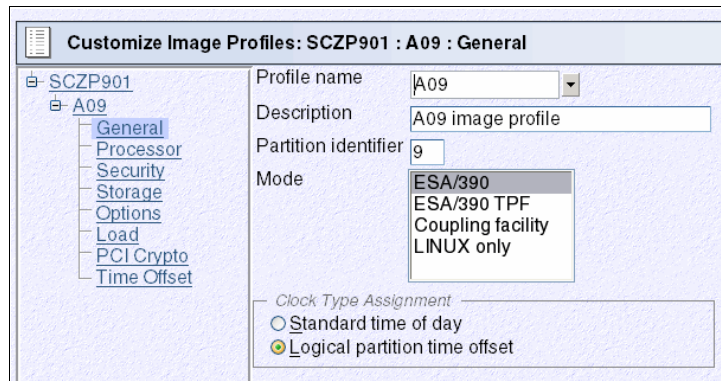 Customize Image Profiles: SCZP901 : A09 : General
SCZP901
A09
General
Processor
Security
Storage
Options
Load
PCI Crypto
Time Offset
Profile name A09
Description A09 image profile
Partition identifier 9
Mode ESA/390
ESA/390 TPF
Coupling facility
LINUX only
Clock Type Assignment
Standard time of day
Logical partition time offset